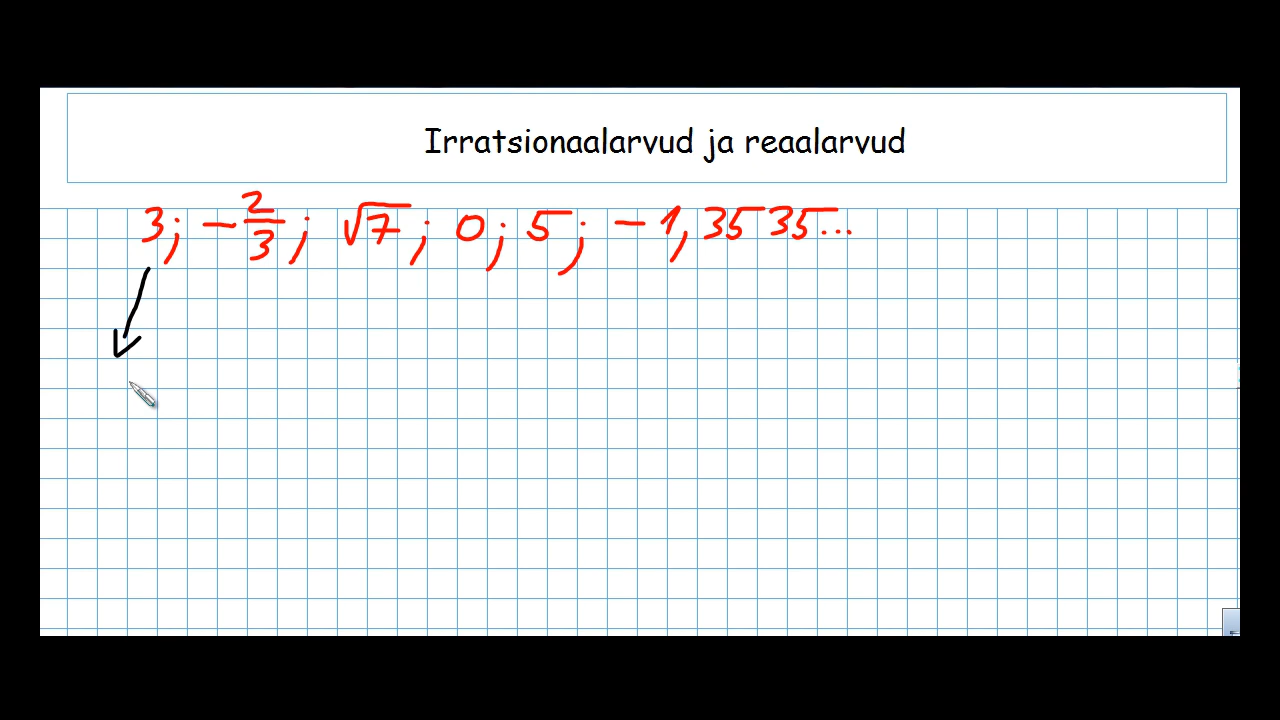 Irratsionaalarvud ja reaalarvud
3; -2/3; √7; 0; 5; -1,3535...